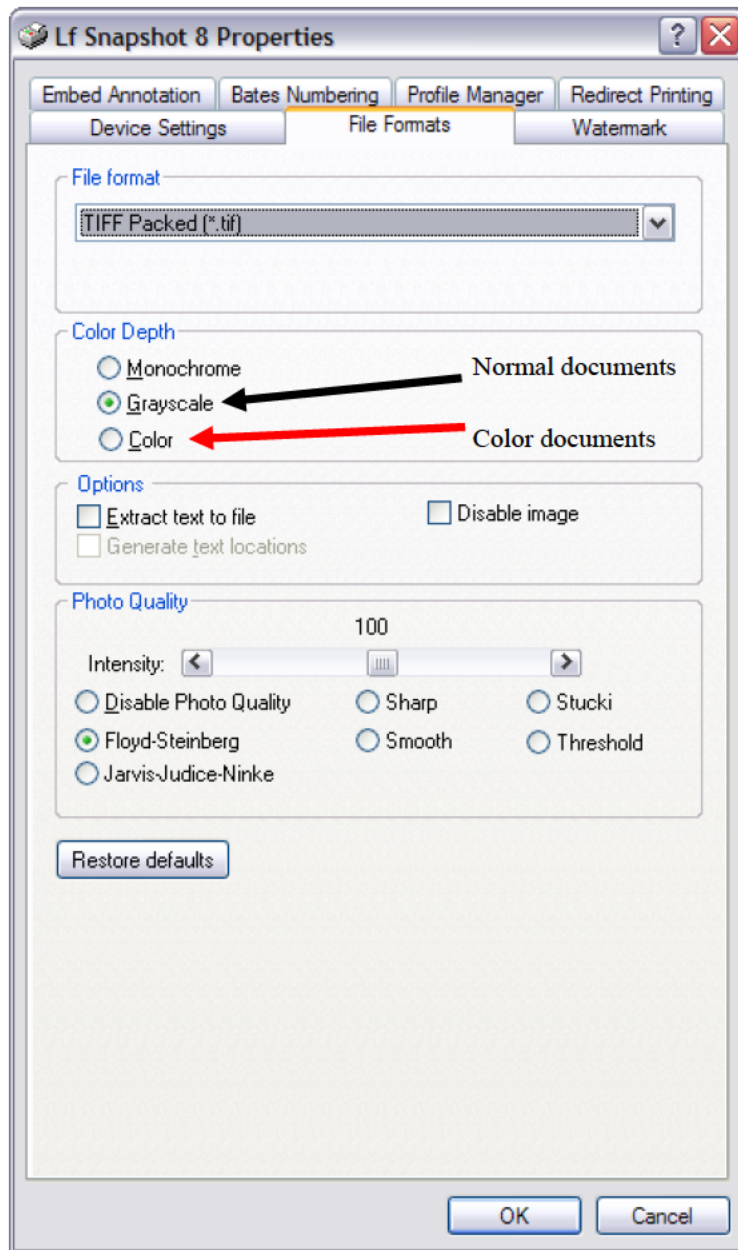 Lf Snapshot 8 Properties
Embed Annotation Bates Numbering Profile Manager Redirect Printing
Device Settings File Formats Watermark
File format
TIFF Packed (*.tif)
Color Depth
Monochrome
Normal documents
Grayscale
Color
Color documents
Options
Extract text to file Disable image
Generate text locations
Photo Quality
100
Intensity:
Disable Photo Quality Sharp Stucki
Floyd-Steinberg Smooth Threshold
Jarvis-Judice-Ninke
Restore defaults
OK Cancel